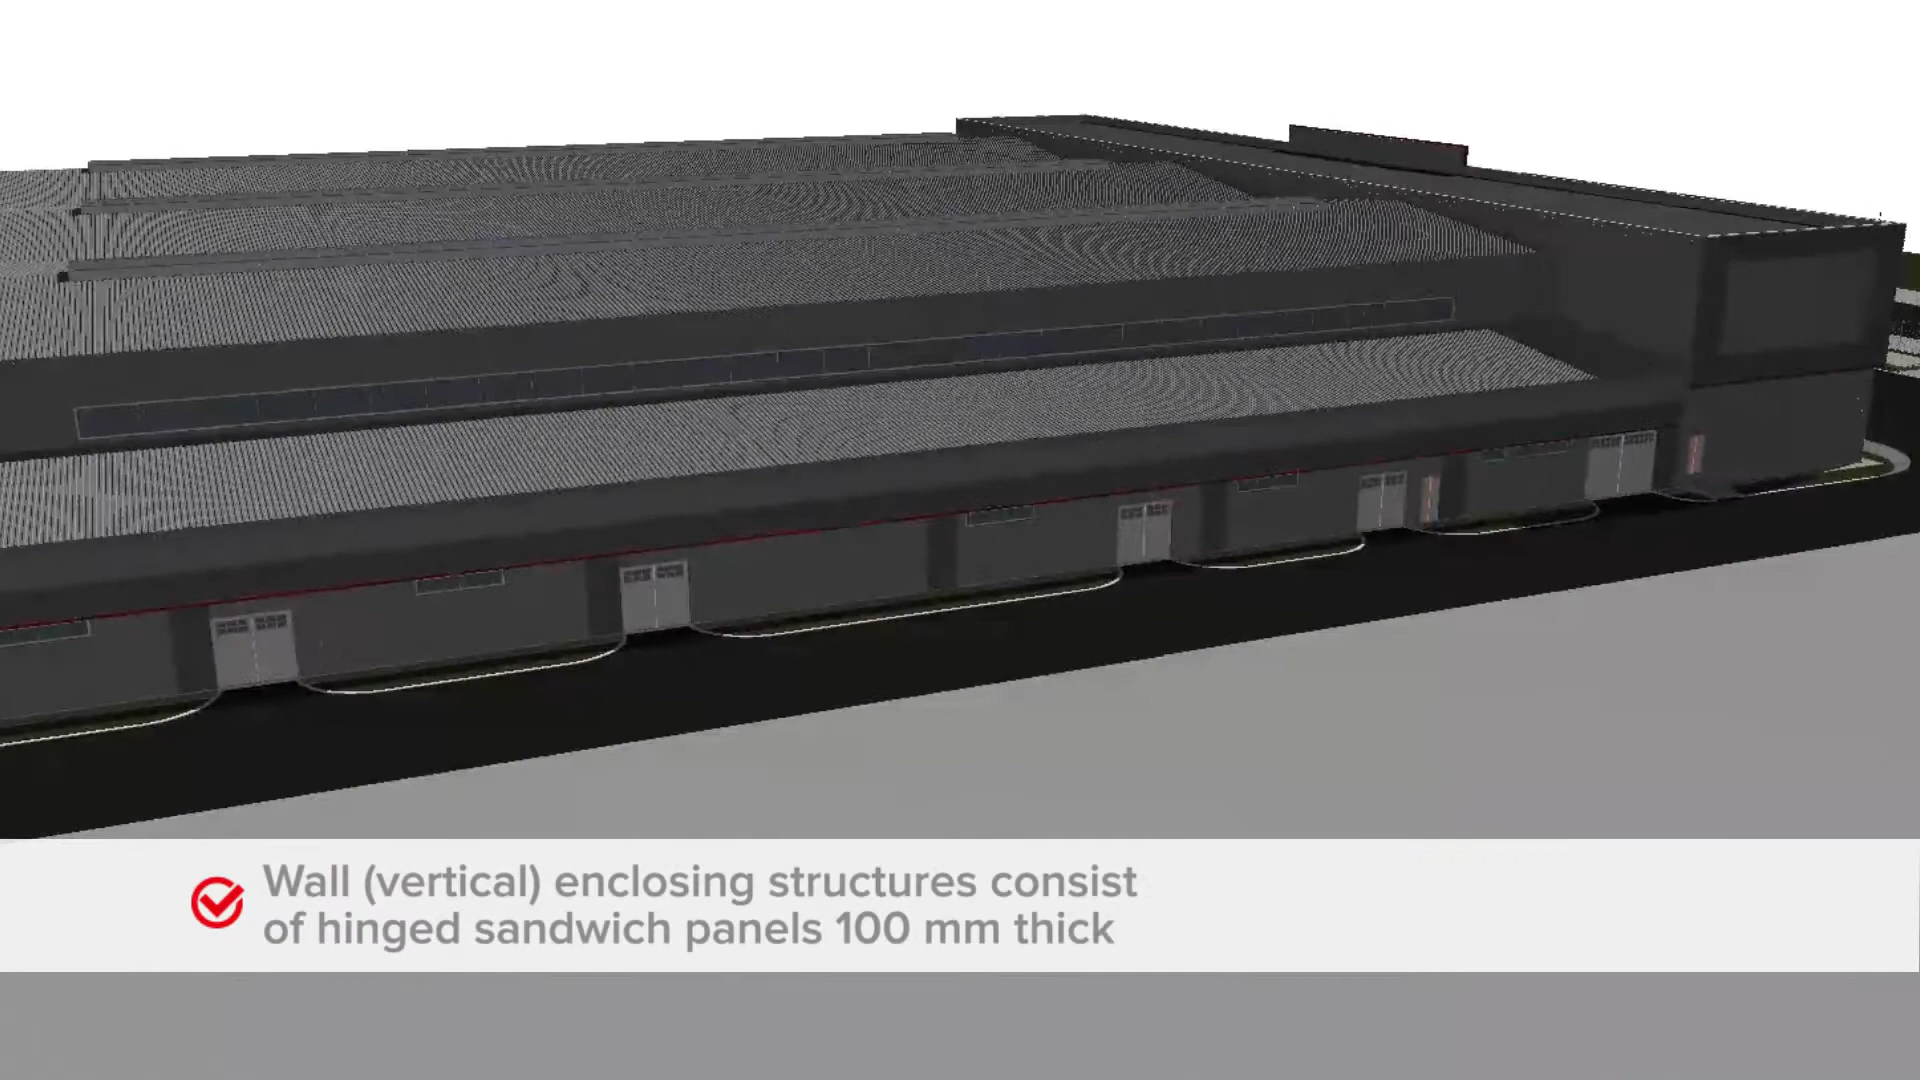 Wall (vertical) enclosing structures consist
of hinged sandwich panels 100 mm thick